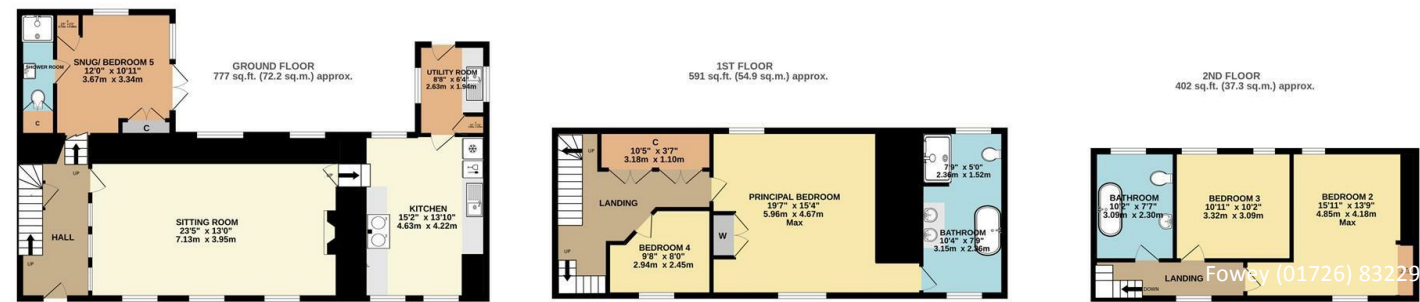 GROUND FLOOR
777 sq.ft. (72.2 sq.m.) approx.
SNUG/ BEDROOM 5
12'0" x 10'11"
3.67m x 3.34m
SHOWER ROOM
C
C
UP
UTILITY ROOM
8'8" x 6'4"
2.63m x 1.94m
SITTING ROOM
23'5" x 13'0"
7.13m x 3.95m
KITCHEN
15'2" x 13'10"
4.63m x 4.22m
UP
HALL
UP
UP
1ST FLOOR
591 sq.ft. (54.9 sq.m.) approx.
UP
C
10'5" x 3'7"
3.18m x 1.10m
LANDING
PRINCIPAL BEDROOM
19'7" x 15'4"
5.96m x 4.67m
Max
W
BEDROOM 4
9'8" x 8'0"
2.94m x 2.45m
UP
7'9" x 5'0"
2.36m x 1.52m
BATHROOM
10'4" x 7'9"
3.15m x 2.36m
2ND FLOOR
402 sq.ft. (37.3 sq.m.) approx.
BATHROOM
10'2" x 7'7"
3.09m x 2.30m
BEDROOM 3
10'11" x 10'2"
3.32m x 3.09m
BEDROOM 2
15'11" x 13'9"
4.85m x 4.18m
Max
LANDING
DOWN
Fowey (01726) 83229